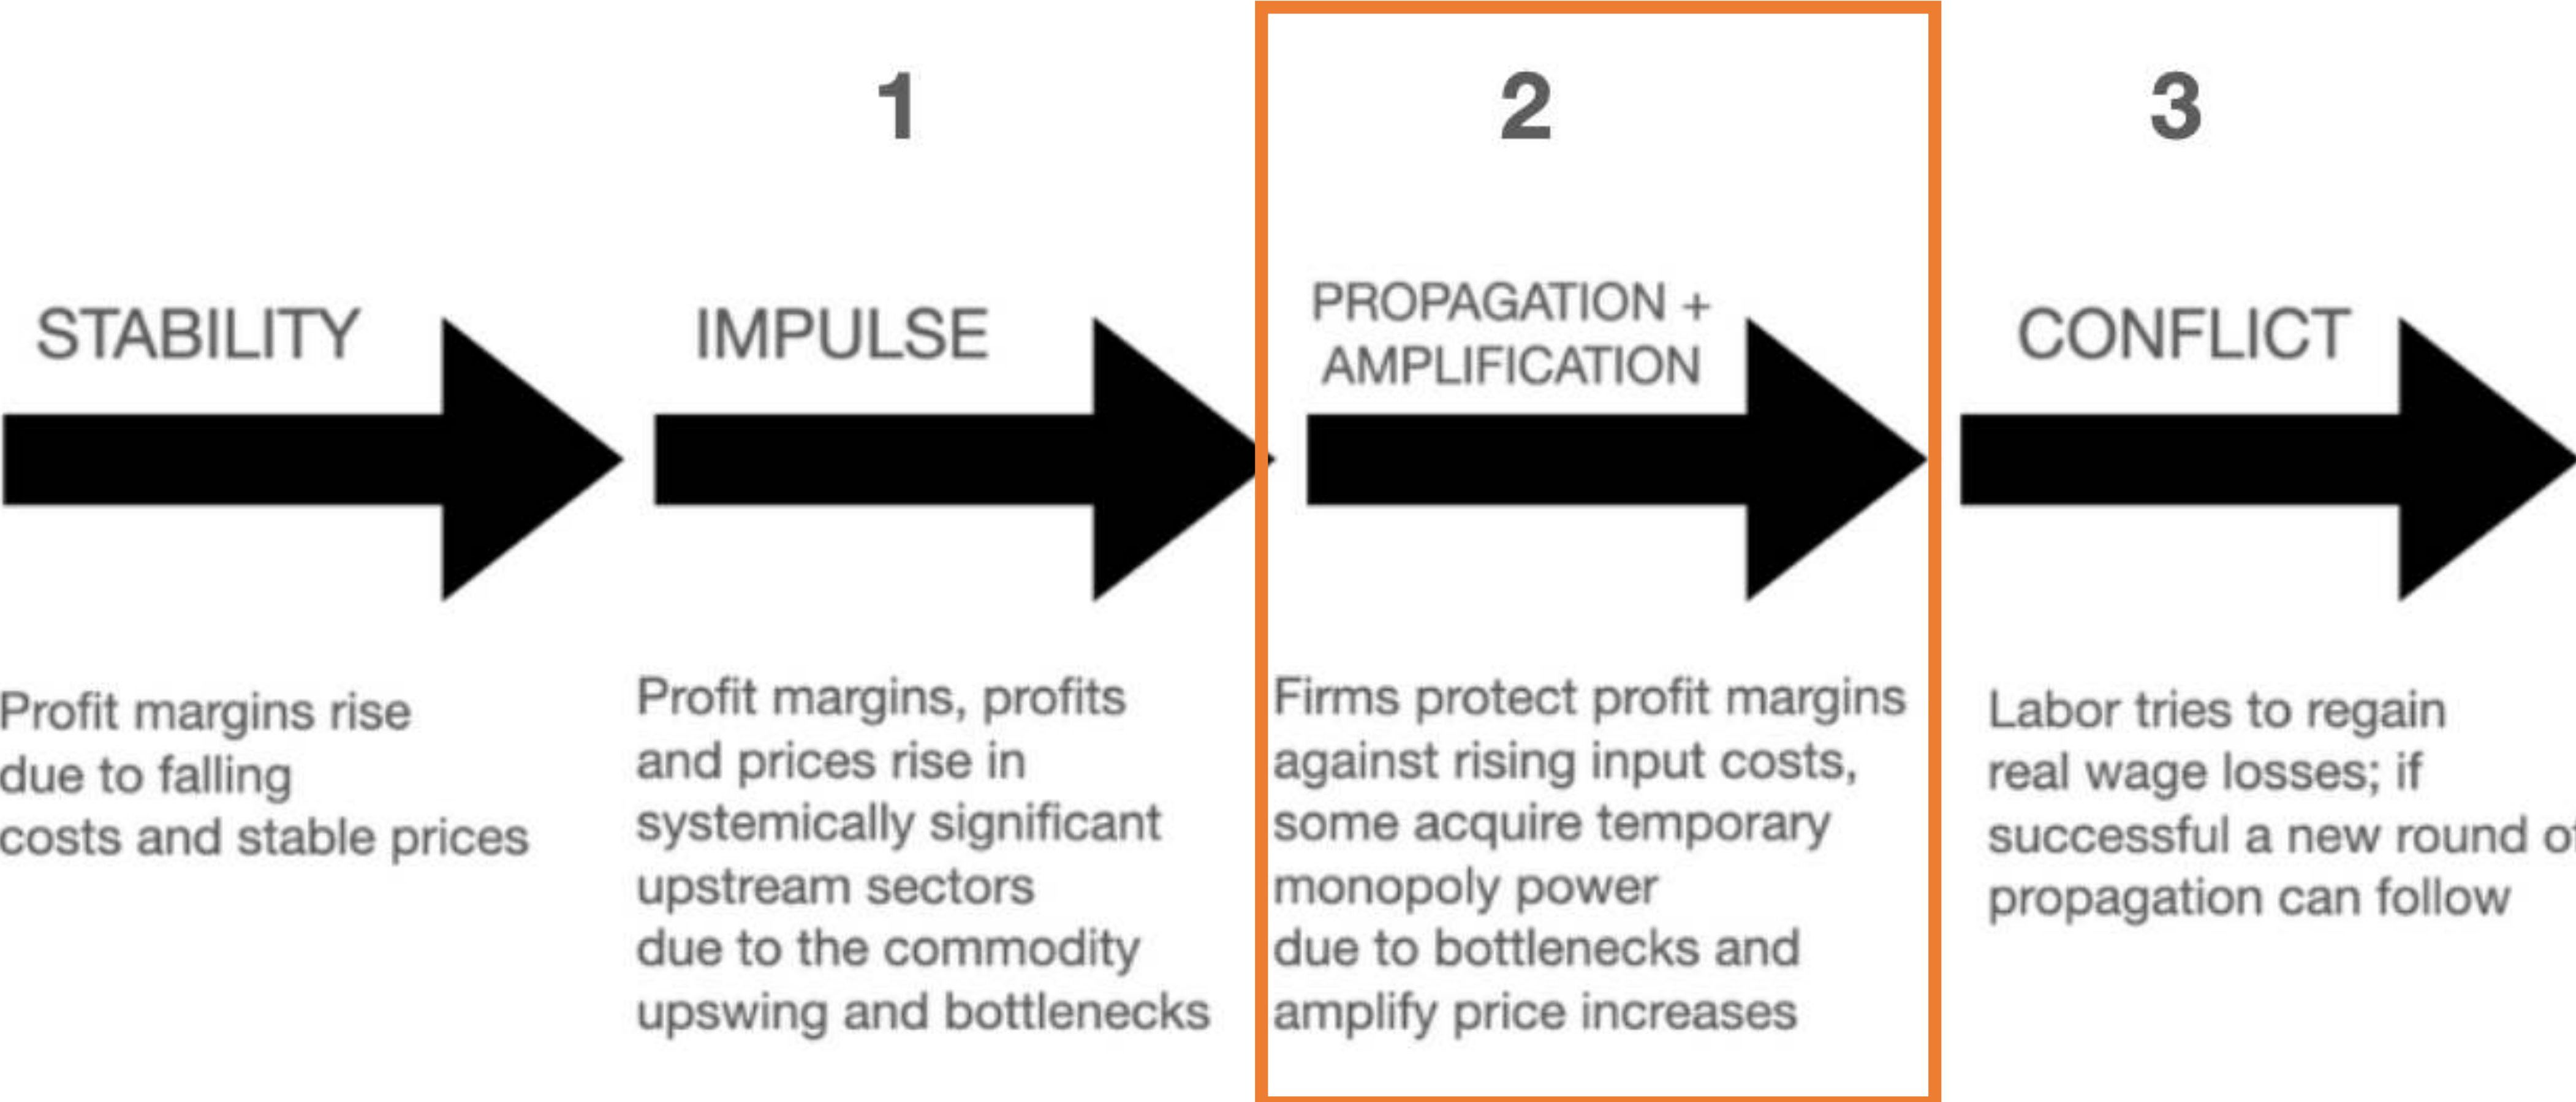 1
2
3
STABILITY
IMPULSE
PROPAGATION +
AMPLIFICATION
CONFLICT
Profit margins rise
due to falling
costs and stable prices
Profit margins, profits
and prices rise in
systemically significant
upstream sectors
due to the commodity
upswing and bottlenecks
Firms protect profit margins
against rising input costs,
some acquire temporary
monopoly power
due to bottlenecks and
amplify price increases
Labor tries to regain
real wage losses; if
successful a new round of
propagation can follow